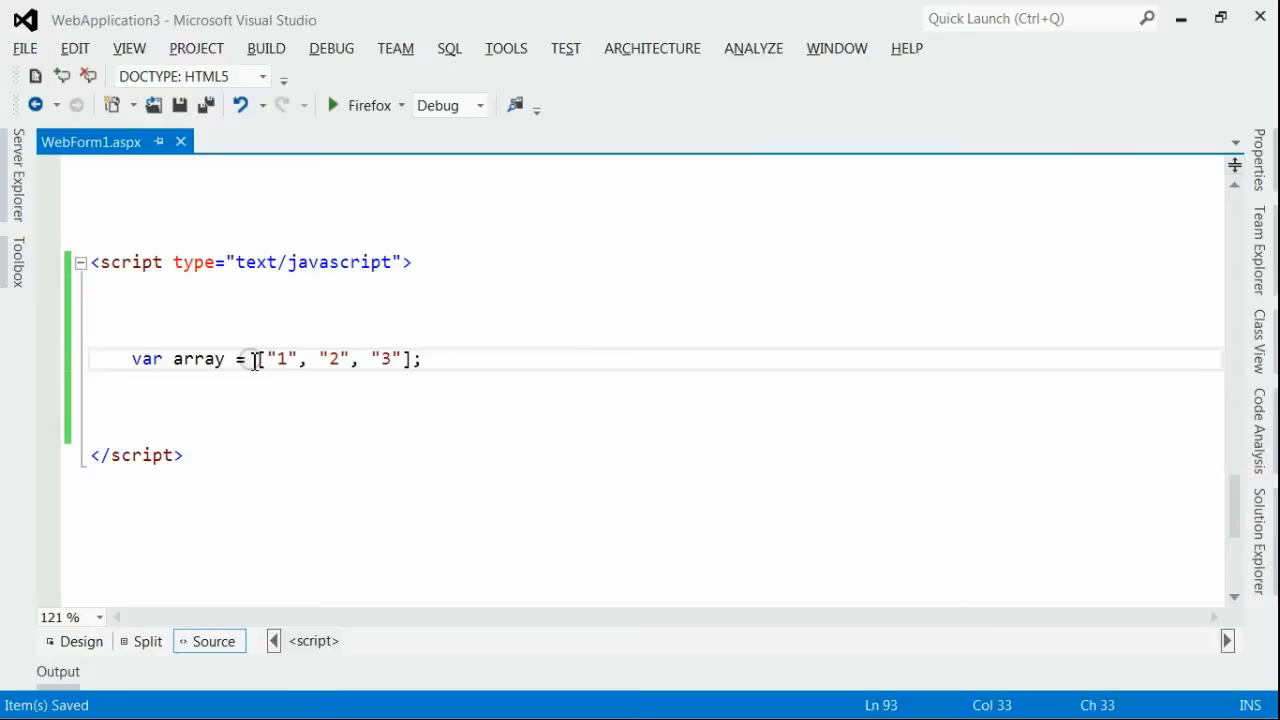 WebApplication3 - Microsoft Visual Studio
Quick Launch (Ctrl+Q)
FILE EDIT VIEW PROJECT BUILD DEBUG TEAM SQL TOOLS TEST ARCHITECTURE ANALYZE WINDOW HELP
DOCTYPE: HTML5
Firefox Debug
WebForm1.aspx
Server Explorer
Toolbox
<script type="text/javascript">
var array = ["1", "2", "3"];
</script>
Properties
Team Explorer
Class View
Code Analysis
Solution Explorer
121 %
Design Split Source <script>
Output
Item(s) Saved Ln 93 Col 33 Ch 33 INS